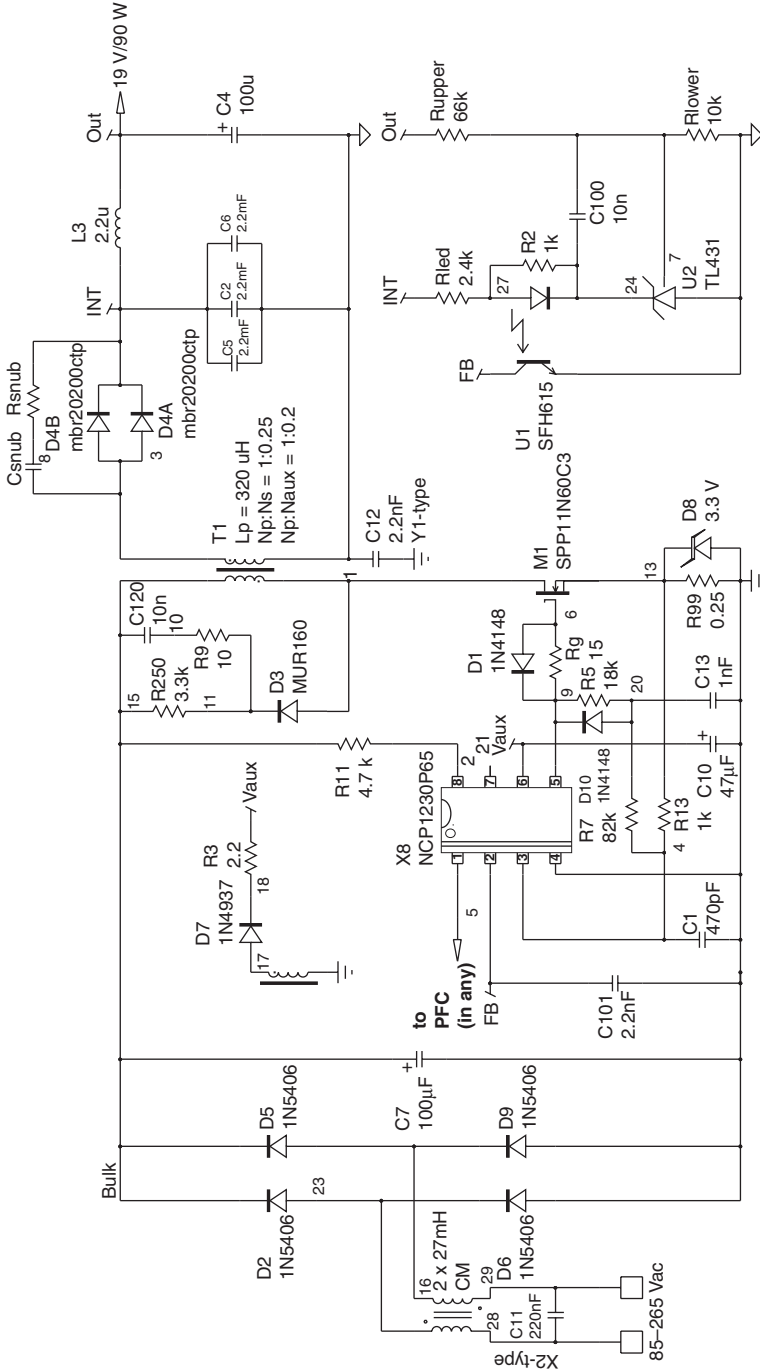 Bulk
D2
1N5406
23
D5
1N5406
D6
1N5406
D9
1N5406
16
2 x 27mH
CM
28
29
C11
220nF
X2-type
85–265 Vac
+
C7
100µF
D7
1N4937
17
18
R3
2.2
Vaux
to
PFC
(in any)
5
FB
C101
2.2nF
X8
NCP1230P65
1
2
3
4
8
7
6
5
R11
4.7 k
2
21
Vaux
15
R250
3.3k
11
C120
10n
10
R9
10
D3
MUR160
T1
Lp = 320 uH
Np:Ns = 1:0.25
Np:Naux = 1:0.2
1
C12
2.2nF
Y1-type
D1
1N4148
Rg
15
6
9
R5
18k
20
D10
1N4148
R7
82k
R13
1k
4
C1
470pF
C10
47µF
+
C13
1nF
M1
SPP11N60C3
13
R99
0.25
D8
3.3 V
Csnub
Rsnub
8
D4B
mbr20200ctp
3
D4A
mbr20200ctp
INT
L3
2.2u
Out
19 V/90 W
C5
2.2mF
C2
2.2mF
C6
2.2mF
+
C4
100u
FB
U1
SFH615
INT
Rled
2.4k
27
R2
1k
C100
10n
24
7
U2
TL431
Out
Rupper
66k
Rlower
10k